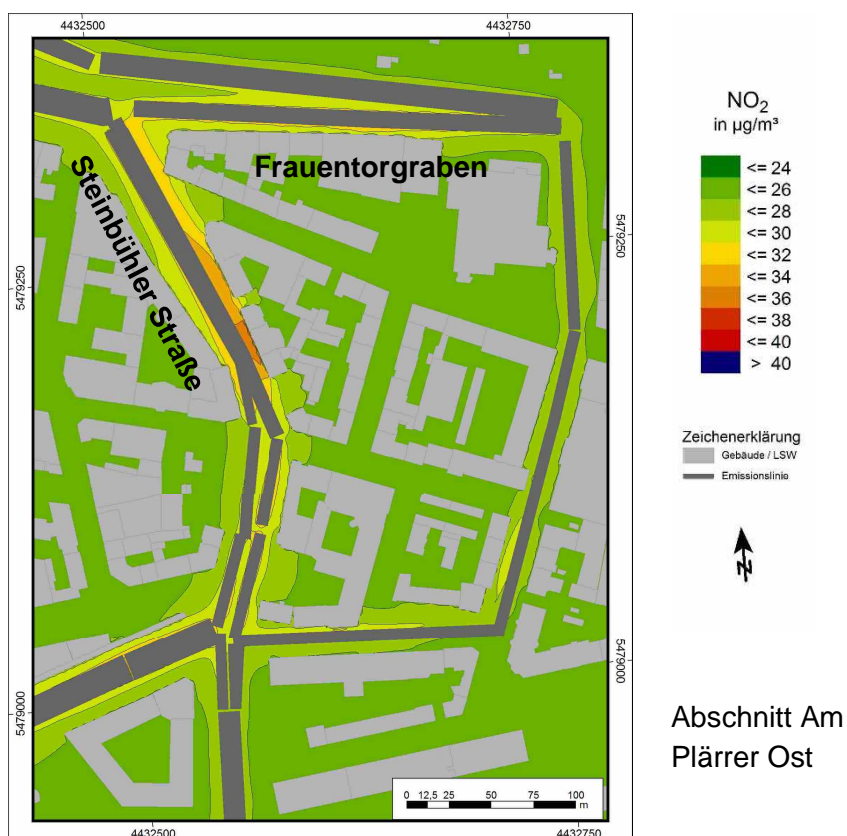 4432500
4432750
Frauentorgraben
Steinbühler Straße
5479250
5479250
5479000
5479000
0 12,5 25 50 75 100
m
4432500
4432750
NO₂
in µg/m³
<= 24
<= 26
<= 28
<= 30
<= 32
<= 34
<= 36
<= 38
<= 40
> 40
Zeichenerklärung
Gebäude / LSW
Emissionslinie
N
Abschnitt Am
Plärrer Ost